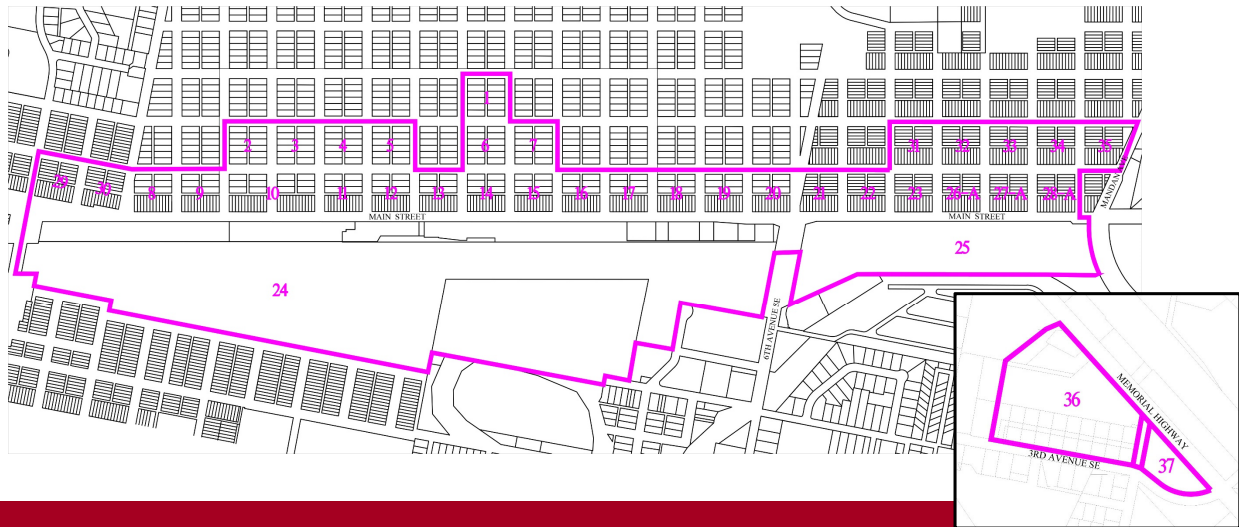 1
2 3 4 5 6 7 31 32 33 34 35
29 30 8 9 10 11 12 13 14 15 16 17 18 19 20 21 22 23 26-A 27-A 28-A
MANDAN AVE
MAIN STREET MAIN STREET
25
24
6TH AVENUE SE
MEMORIAL HIGHWAY
36
3RD AVENUE SE
37